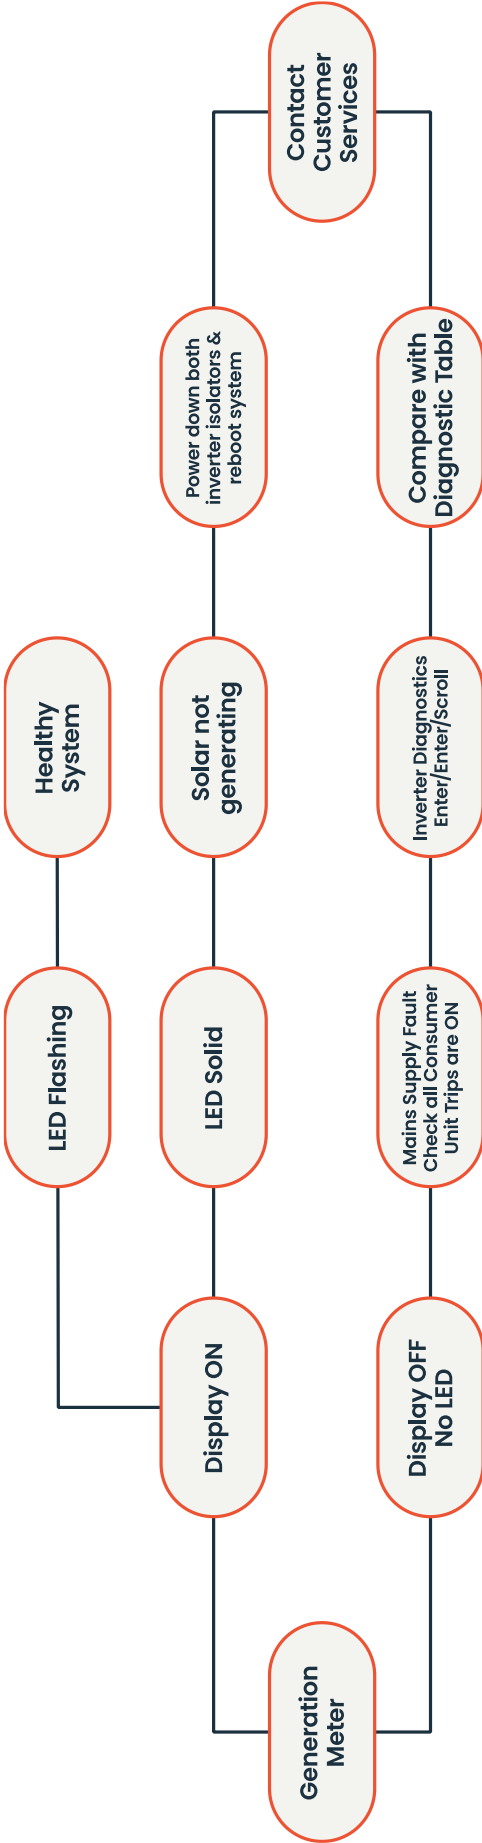 Generation
Meter
Display ON
LED Flashing
Healthy
System
LED Solid
Solar not
generating
Power down both
inverter isolators &
reboot system
Display OFF
No LED
Mains Supply Fault
Check all Consumer
Unit Trips are ON
Inverter Diagnostics
Enter/Enter/Scroll
Compare with
Diagnostic Table
Contact
Customer
Services